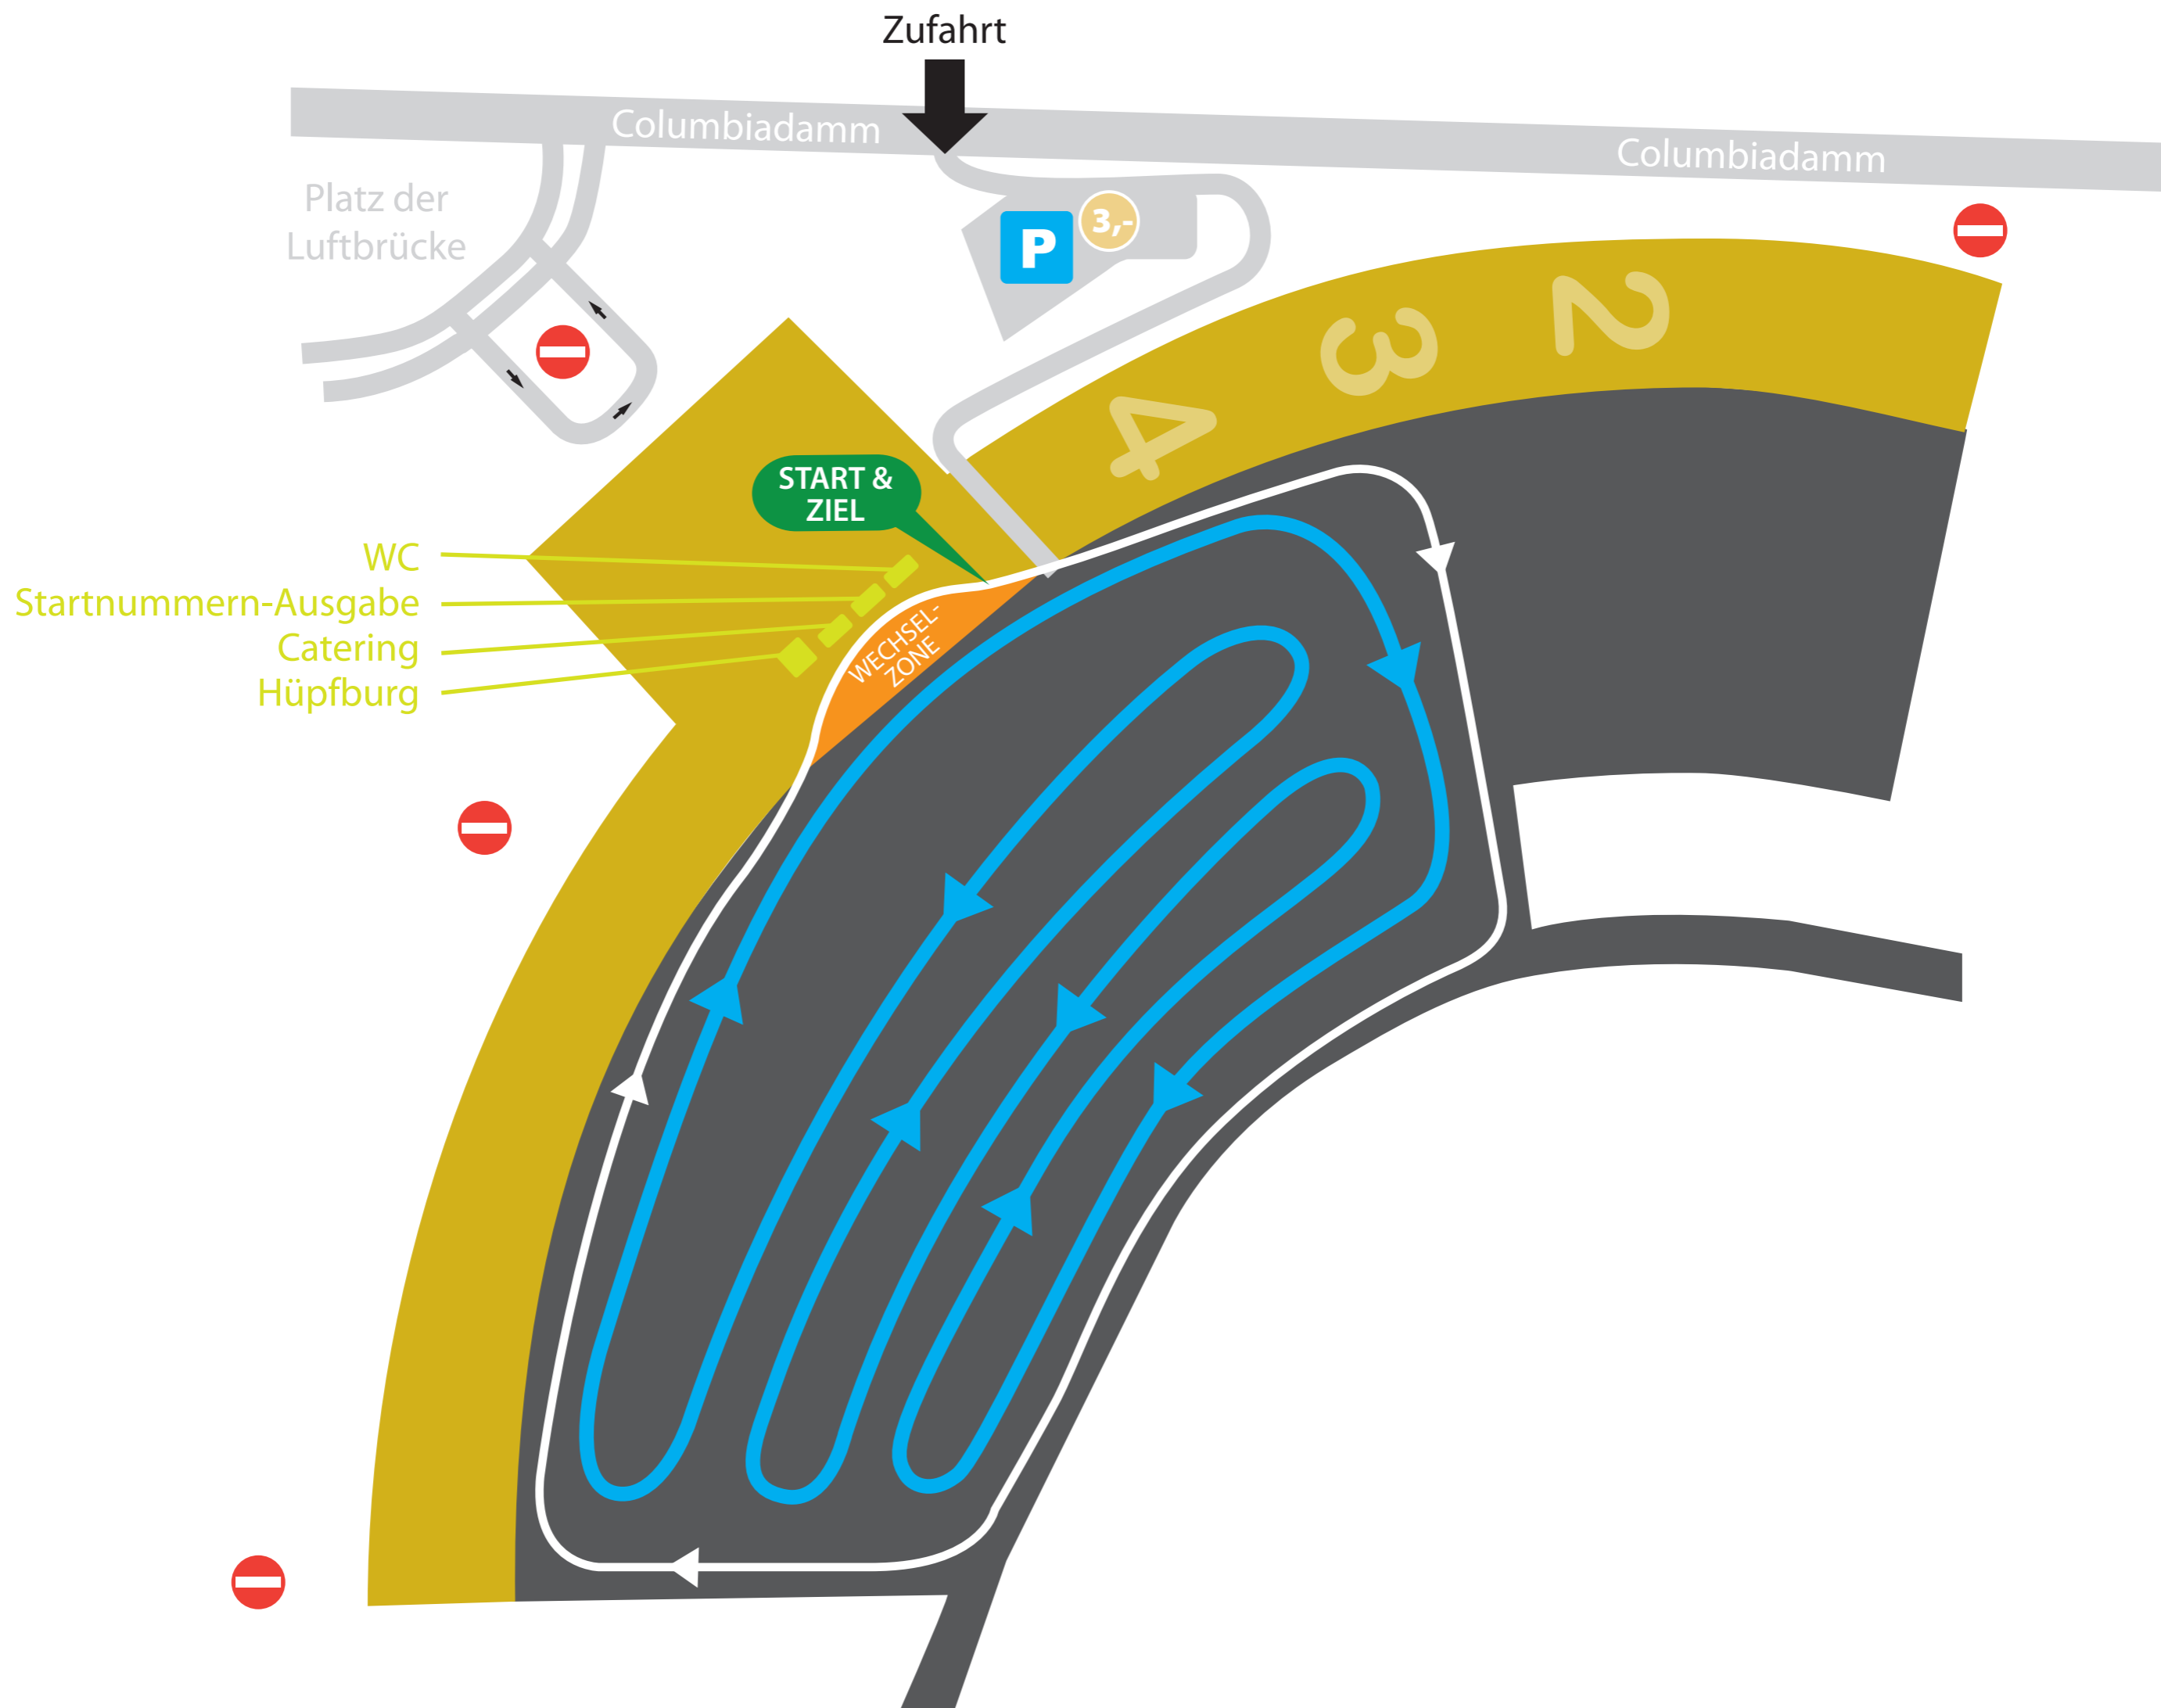 Zufahrt
Columbiadamm
Columbiadamm
Platz der
Luftbrücke
P
3,-
2
3
4
START &
ZIEL
WC
Startnummern-Ausgabe
Catering
Hüpfburg
WECHSEL-
ZONE